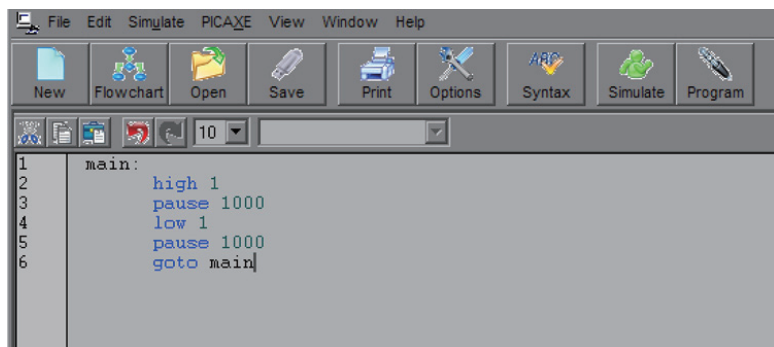 File Edit Simulate PICAXE View Window Help
New Flowchart Open Save Print Options Syntax Simulate Program
ABC
10
1 main:
2 high 1
3 pause 1000
4 low 1
5 pause 1000
6 goto main